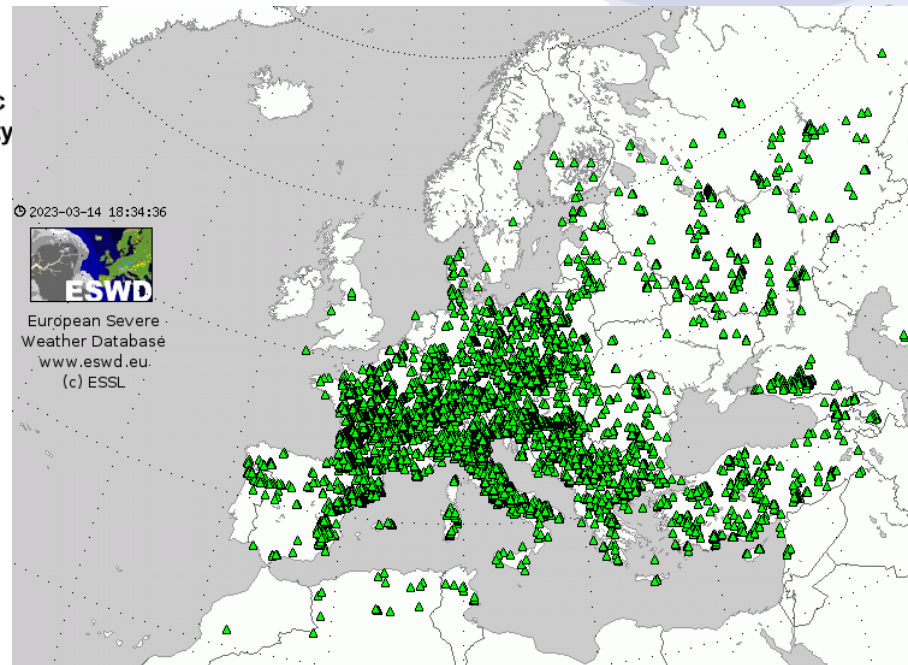 c
y
2023-03-14 18:34:36
ESWD
European Severe
Weather Database
www.eswd.eu
(c) ESSL